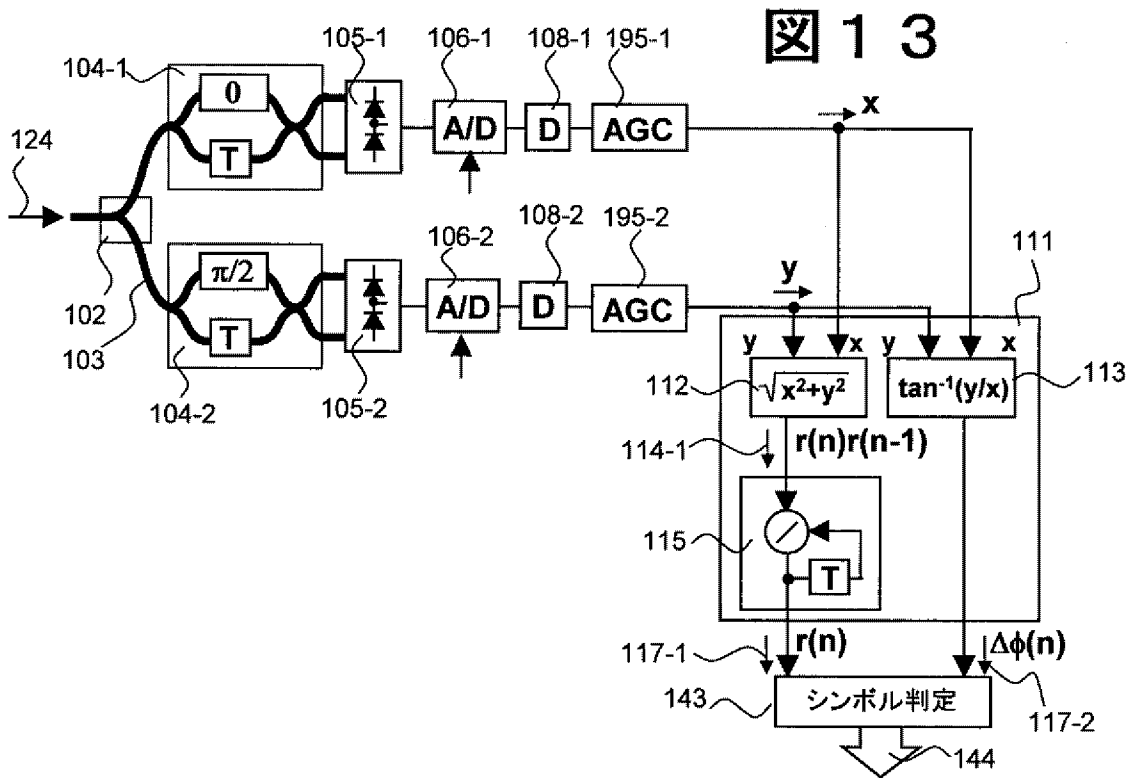 図１３
105-1
106-1
108-1
195-1
104-1
0
T
A/D
D
AGC
x
124
102
103
π/2
T
104-2
105-2
106-2
108-2
195-2
A/D
D
AGC
y
111
y
x
y
x
112
√x²+y²
tan⁻¹(y/x)
113
114-1
r(n)r(n-1)
115
T
117-1
r(n)
Δϕ(n)
143
シンボル判定
117-2
144